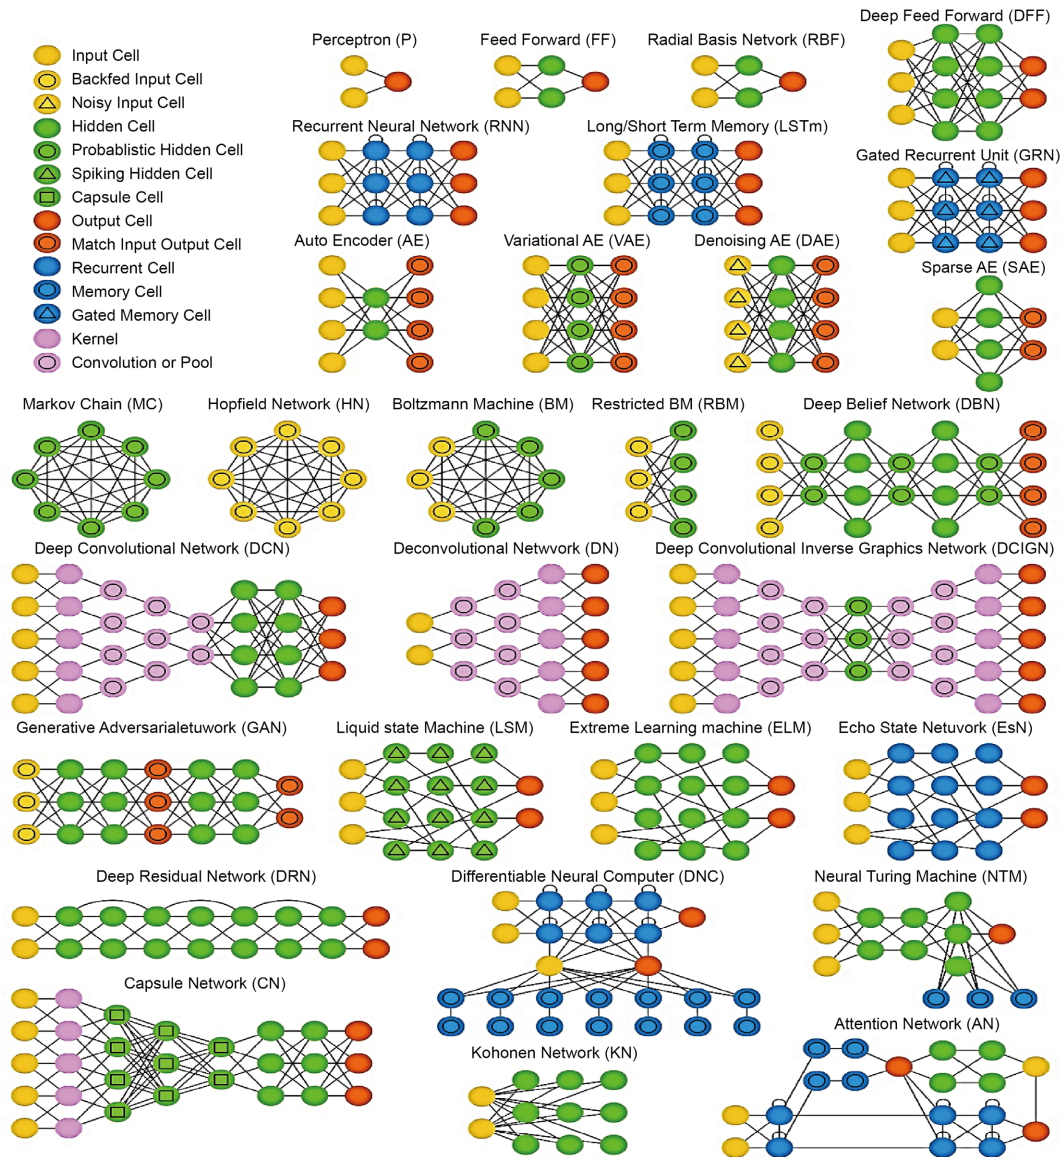 Deep Feed Forward (DFF)
Perceptron (P)
Feed Forward (FF)
Radial Basis Network (RBF)
Input Cell
Backfed Input Cell
Noisy Input Cell
Hidden Cell
Probablistic Hidden Cell
Spiking Hidden Cell
Capsule Cell
Output Cell
Match Input Output Cell
Recurrent Cell
Memory Cell
Gated Memory Cell
Kernel
Convolution or Pool
Recurrent Neural Network (RNN)
Long/Short Term Memory (LSTm)
Gated Recurrent Unit (GRN)
Auto Encoder (AE)
Variational AE (VAE)
Denoising AE (DAE)
Sparse AE (SAE)
Markov Chain (MC)
Hopfield Network (HN)
Boltzmann Machine (BM)
Restricted BM (RBM)
Deep Belief Network (DBN)
Deep Convolutional Network (DCN)
Deconvolutional Netwvork (DN)
Deep Convolutional Inverse Graphics Network (DCIGN)
Generative Adversarialetuwork (GAN)
Liquid state Machine (LSM)
Extreme Learning machine (ELM)
Echo State Netuvork (EsN)
Deep Residual Network (DRN)
Differentiable Neural Computer (DNC)
Neural Turing Machine (NTM)
Capsule Network (CN)
Kohonen Network (KN)
Attention Network (AN)